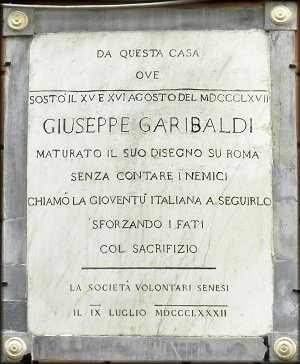 DA QUESTA CASA
OVE
SOSTÒ IL XV E XVI AGOSTO DEL MDCCCLXVII
GIUSEPPE GARIBALDI
MATURATO IL SUO DISEGNO SU ROMA
SENZA CONTARE I NEMICI
CHIAMÒ LA GIOVENTÙ ITALIANA A SEGUIRLO
SFORZANDO I FATI
COL SACRIFIZIO
LA SOCIETÀ VOLONTARI SENESI
IL IX LUGLIO MDCCCLXXXII